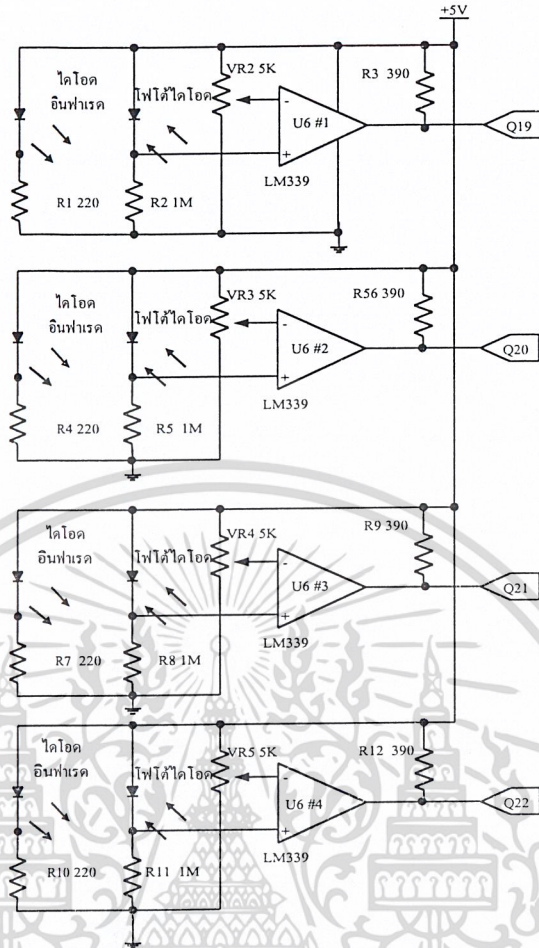 +5V
ไดโอด
อินฟาเรด
โฟโต้ไดโอด
VR2 5K
R3 390
-
U6 #1
+
Q19
R1 220
R2 1M
LM339
ไดโอด
อินฟาเรด
โฟโต้ไดโอด
VR3 5K
R56 390
-
U6 #2
+
Q20
R4 220
R5 1M
LM339
ไดโอด
อินฟาเรด
โฟโต้ไดโอด
VR4 5K
R9 390
-
U6 #3
+
Q21
R7 220
R8 1M
LM339
ไดโอด
อินฟาเรด
โฟโต้ไดโอด
VR5 5K
R12 390
-
U6 #4
+
Q22
R10 220
R11 1M
LM339